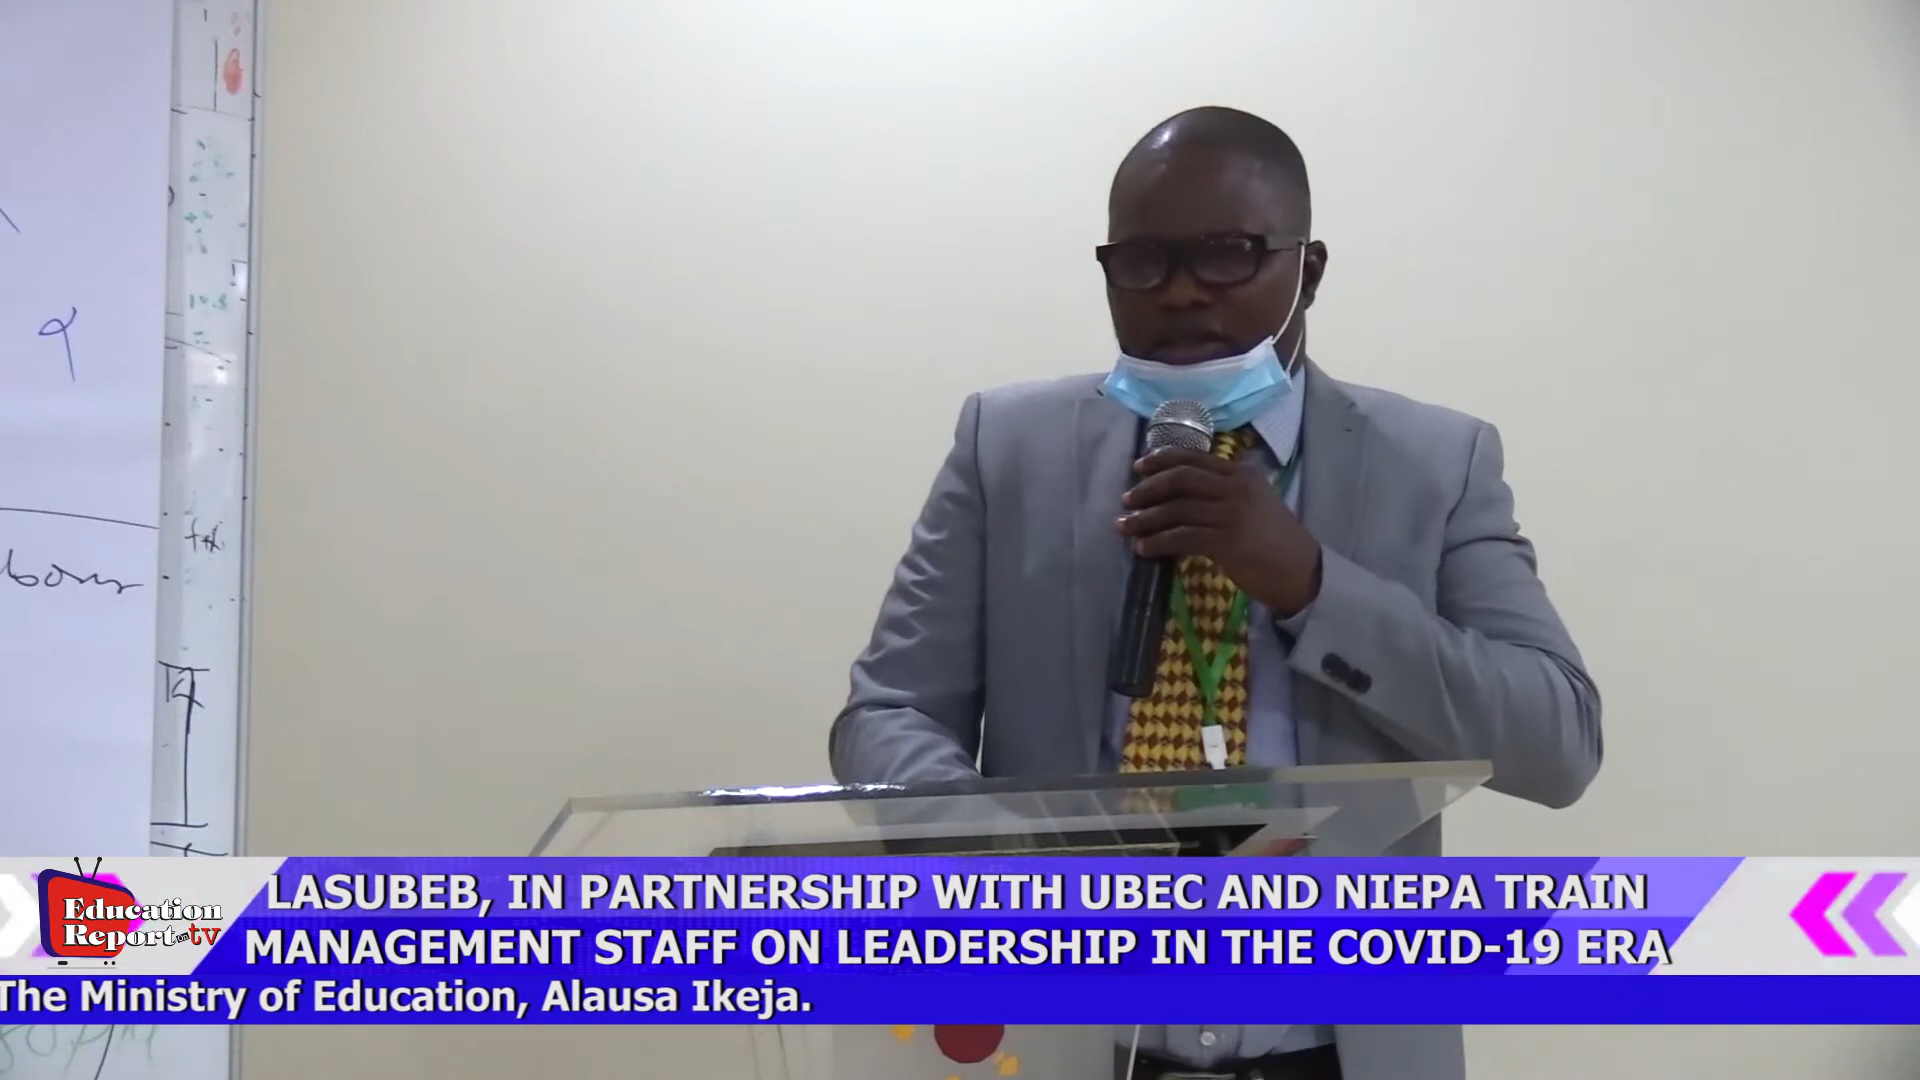 LASUBEB, IN PARTNERSHIP WITH UBEC AND NIEPA TRAIN
MANAGEMENT STAFF ON LEADERSHIP IN THE COVID-19 ERA
Education
Report on tv
The Ministry of Education, Alausa Ikeja.